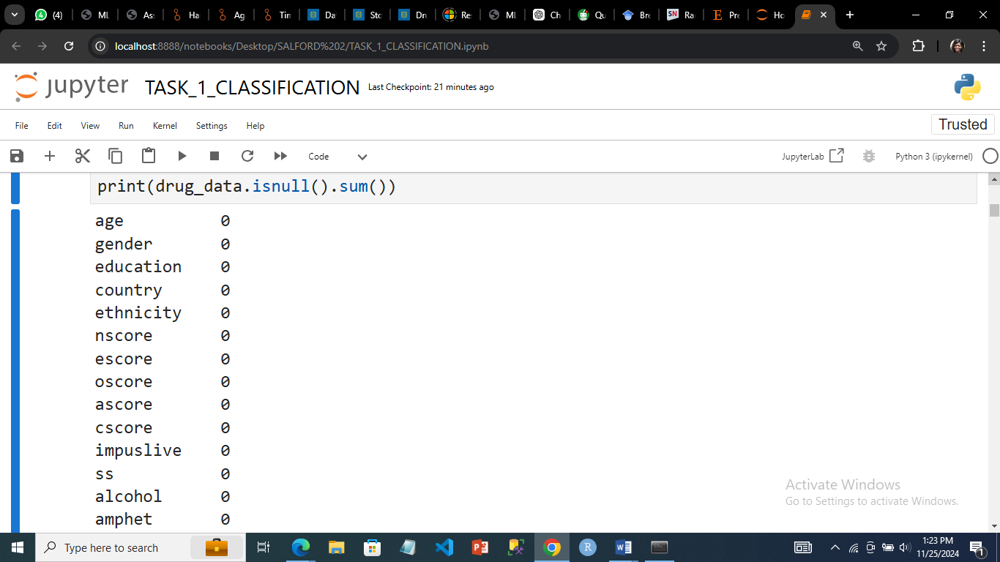 (4) ML Ass Ha Ag Tin Da Sto Dru Re ML Ch Qu Bre Ra Pre Ho Ra
localhost:8888/notebooks/Desktop/SALFORD%202/TASK_1_CLASSIFICATION.ipynb
jupyter TASK_1_CLASSIFICATION Last Checkpoint: 21 minutes ago
File Edit View Run Kernel Settings Help Trusted
Code JupyterLab Python 3 (ipykernel)
print(drug_data.isnull().sum())
age 0
gender 0
education 0
country 0
ethnicity 0
nscore 0
escore 0
oscore 0
ascore 0
cscore 0
impuslive 0
ss 0
alcohol 0
amphet 0
Activate Windows
Go to Settings to activate Windows.
Type here to search
1:23 PM
11/25/2024
1